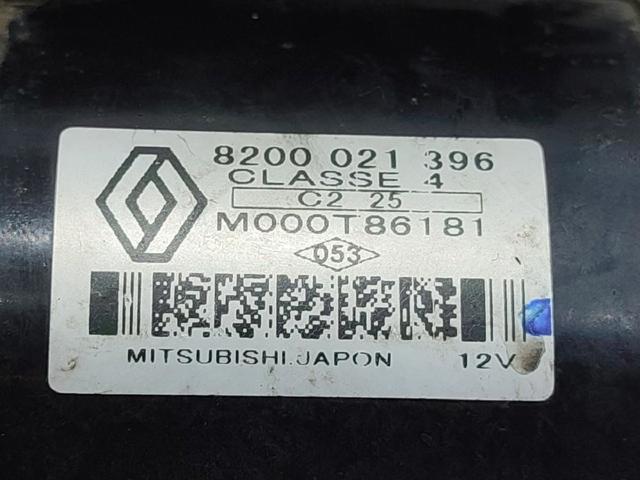 8200 021 396
CLASSE 4
C2 25
M000T86181
053
MITSUBISHI.JAPON 12V